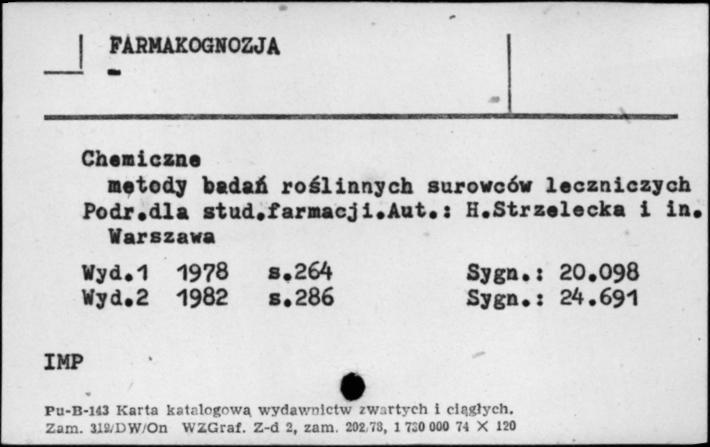 FARMAKOGNOZJA
Chemiczne
metody badań roślinnych surowców leczniczych
Podr.dla stud.farmacji.Aut.: H.Strzelecka i in.
Warszawa
Wyd.1 1978 s.264 Sygn.: 20.098
Wyd.2 1982 s.286 Sygn.: 24.691
IMP
Pu-B-143 Karta katalogową wydawnictw zwartych i ciągłych.
Zam. 312/DW/On WZGraf. Z-d 2, zam. 202/78, 1 730 000 74 X 120